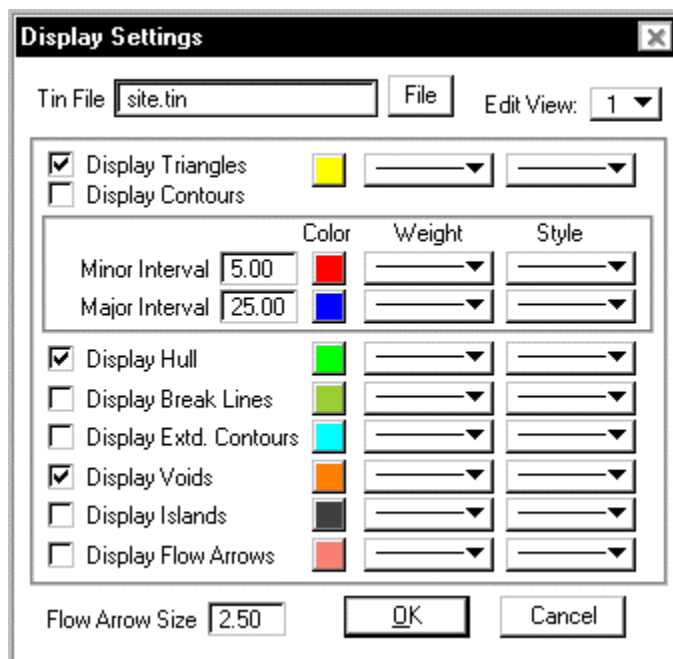 Display Settings
Tin File site.tin File Edit View: 1
Display Triangles
Display Contours
Color Weight Style
Minor Interval 5.00
Major Interval 25.00
Display Hull
Display Break Lines
Display Extd. Contours
Display Voids
Display Islands
Display Flow Arrows
Flow Arrow Size 2.50 OK Cancel